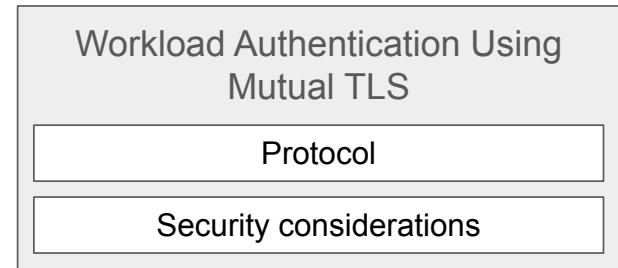 Workload Authentication Using
Mutual TLS
Protocol
Security considerations